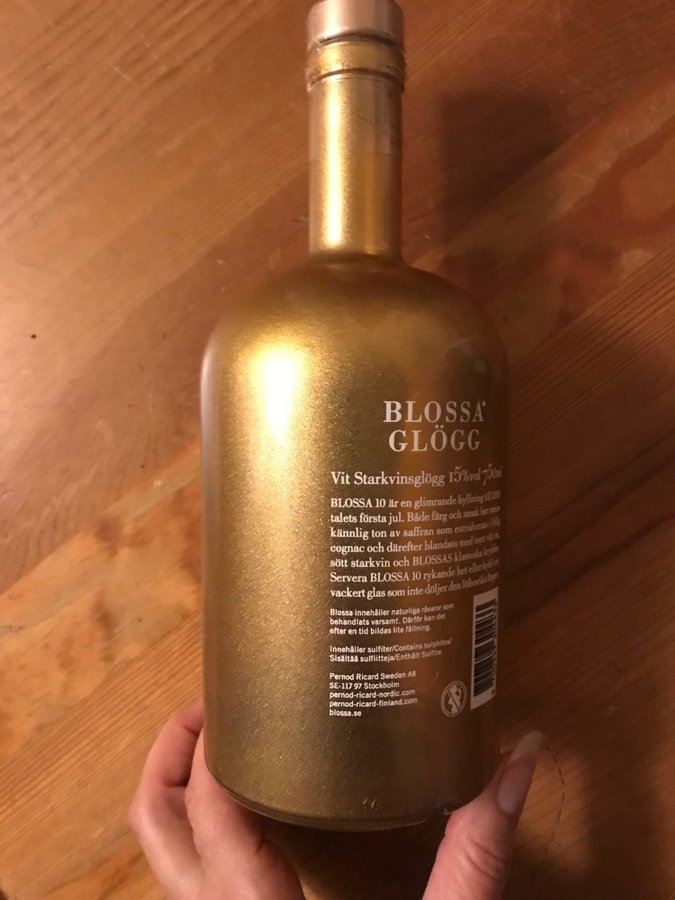 BLOSSA®
GLÖGG
Vit Starkvinsglögg 15%vol 750ml
BLOSSA 10 är en glimrande hyllning till
talets första jul. Både färg och smak har
kännlig ton av saffran som extraherats i
cognac och därefter blandats med torrt
sött starkvin och BLOSSAS klassiska
Servera BLOSSA 10 rykande het eller
vackert glas som inte döljer den
Blossa innehåller naturliga råvaror som
behandlats varsamt. Därför kan det
efter en tid bildas lite fällning.
Innehåller sulfiter/Contains sulphites/
Sisältää sulfiitteja/Enthält Sulfite.
Pernod Ricard Sweden AB
SE-117 97 Stockholm
pernod-ricard-nordic.com
pernod-ricard-finland.com
blossa.se